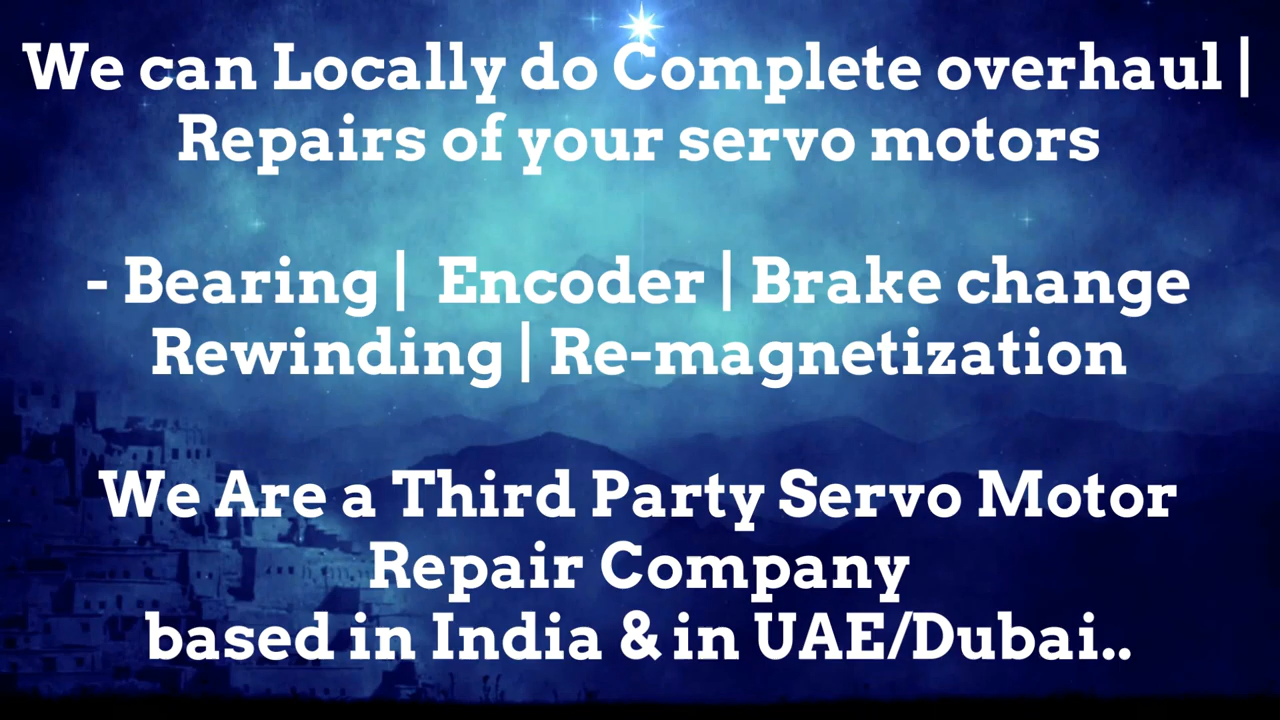 We can Locally do Complete overhaul |
Repairs of your servo motors
- Bearing | Encoder | Brake change
Rewinding | Re-magnetization
We Are a Third Party Servo Motor
Repair Company
based in India & in UAE/Dubai..